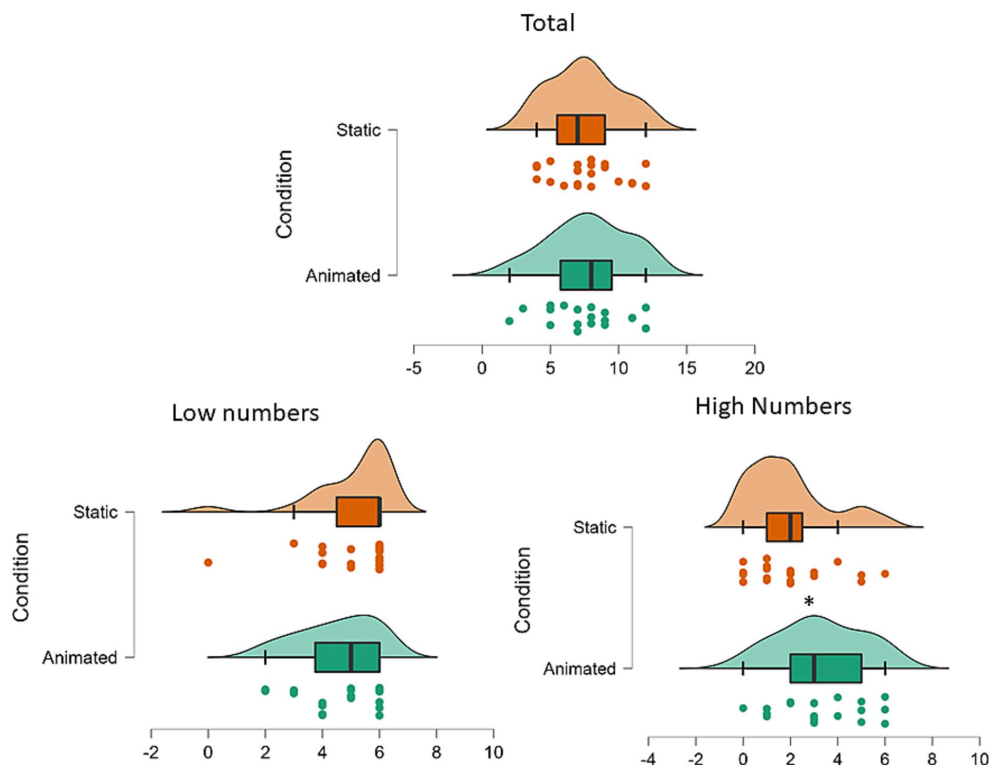 Total
Condition
Static
Animated
-5 0 5 10 15 20
Low numbers
Condition
Static
Animated
-2 0 2 4 6 8 10
High Numbers
Condition
Static
*
Animated
-4 -2 0 2 4 6 8 10